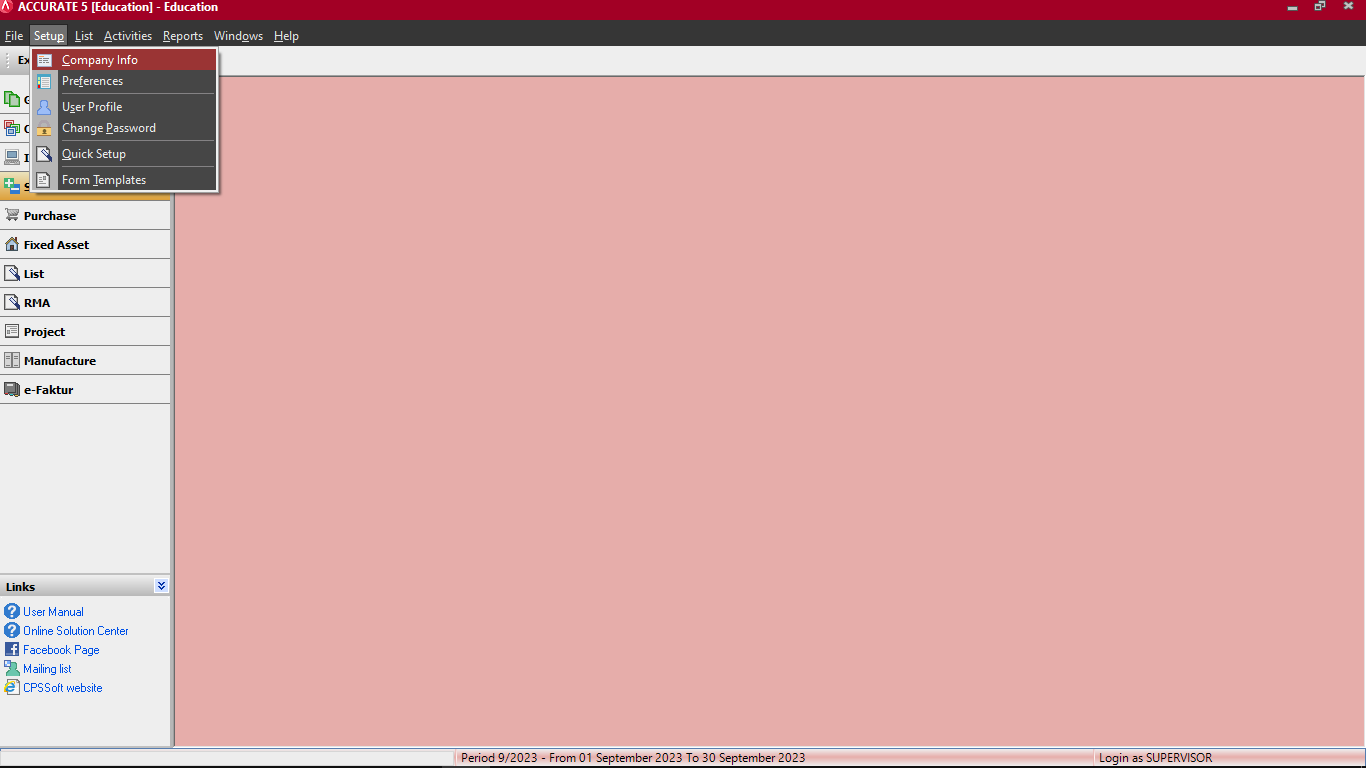 ACCURATE 5 [Education] - Education
File Setup List Activities Reports Windows Help
Company Info
Preferences
User Profile
Change Password
Quick Setup
Form Templates
Purchase
Fixed Asset
List
RMA
Project
Manufacture
e-Faktur
Links
User Manual
Online Solution Center
Facebook Page
Mailing list
CPSSoft website
Period 9/2023 - From 01 September 2023 To 30 September 2023
Login as SUPERVISOR